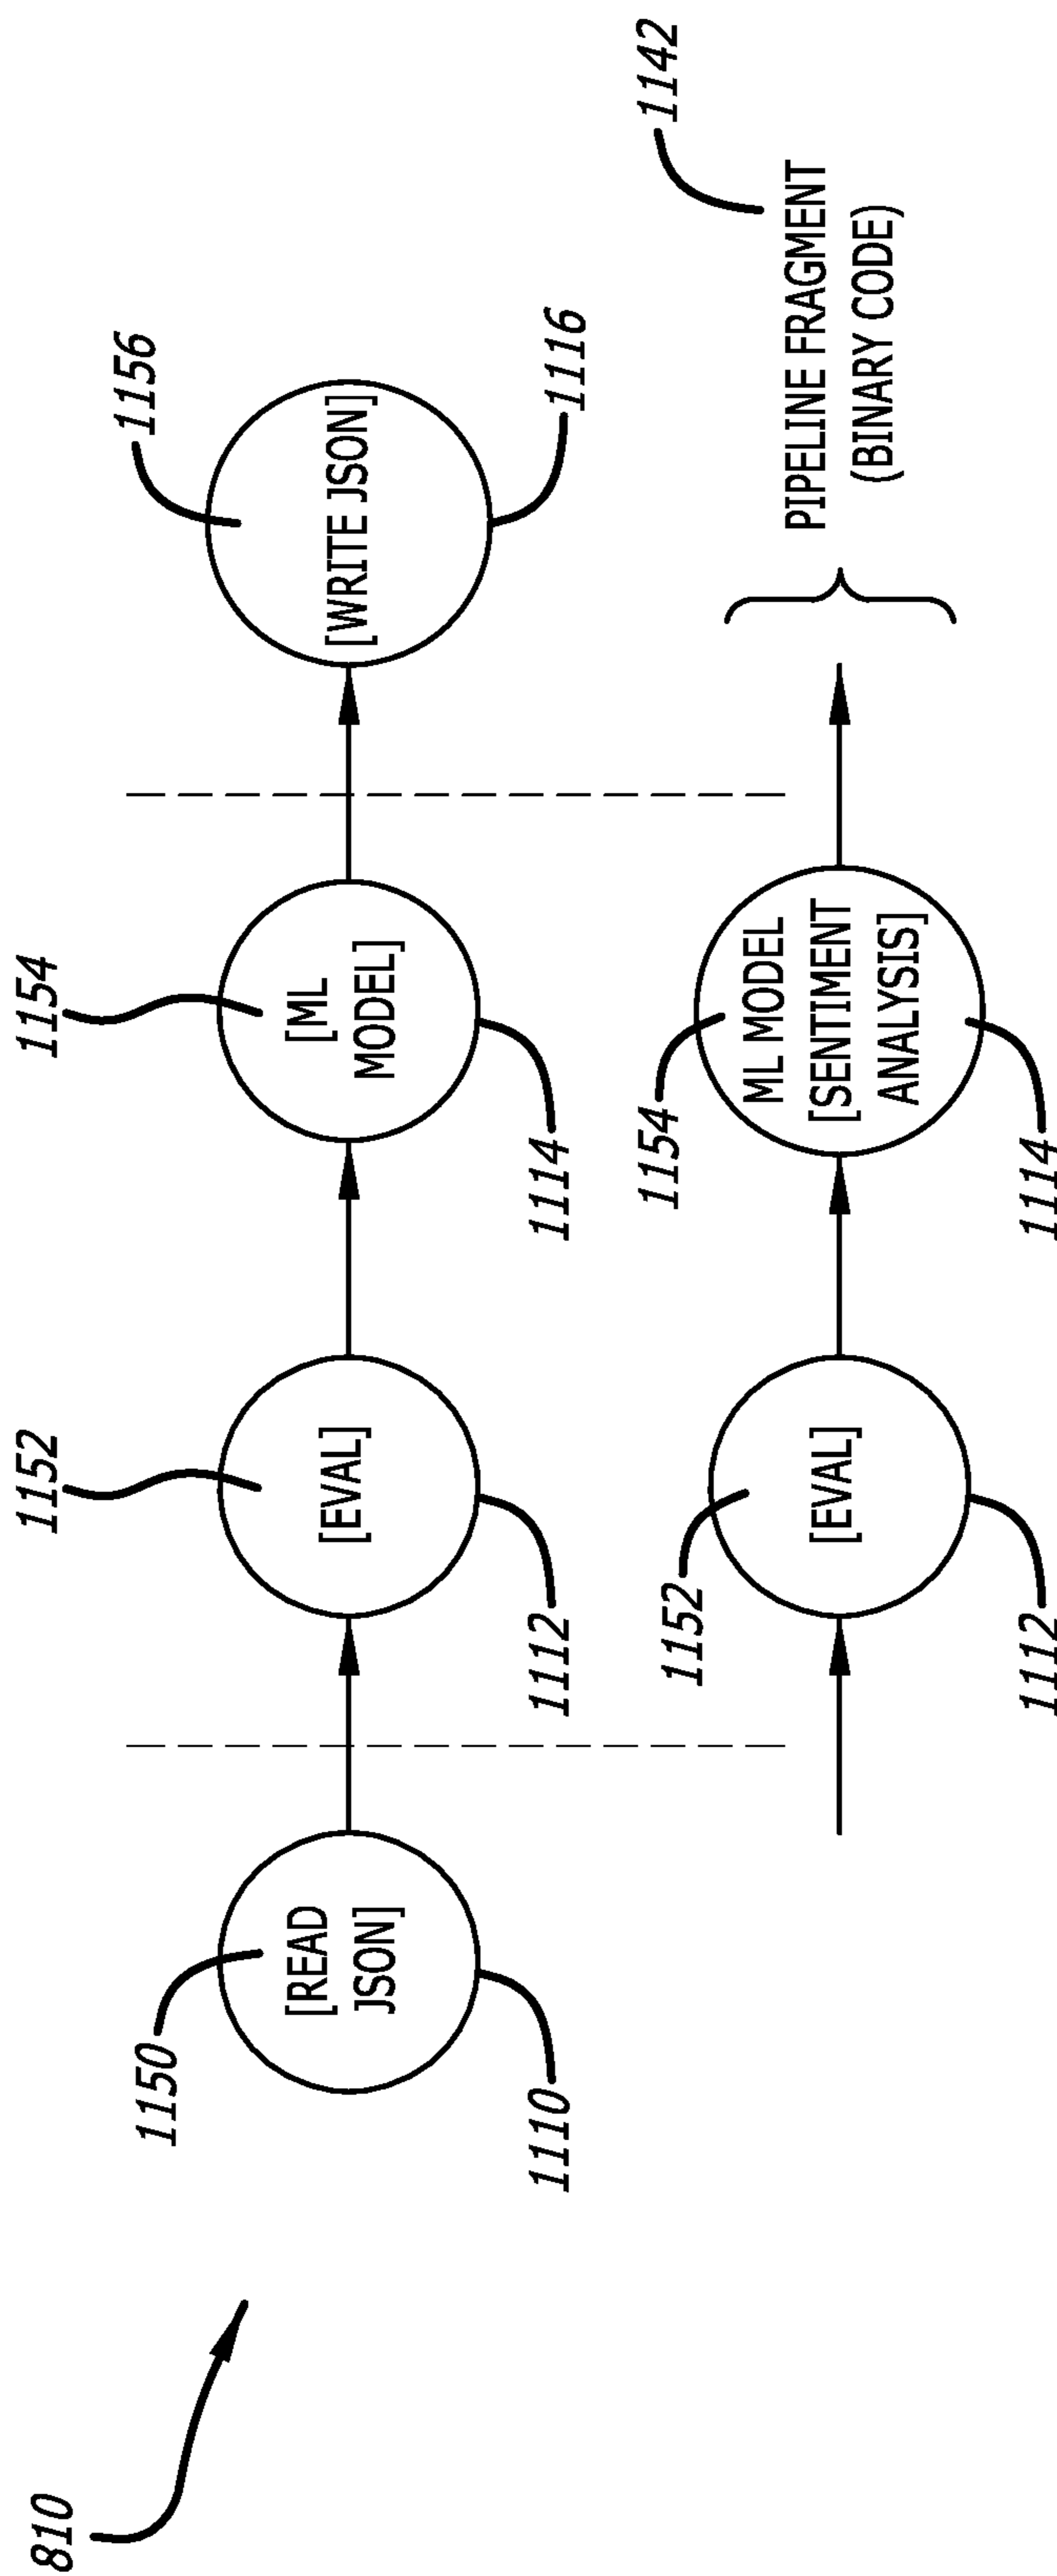 810
1150
[READ
JSON]
1110
1152
[EVAL]
1112
1154
[ML
MODEL]
1114
1156
[WRITE JSON]
1116
1152
[EVAL]
1112
1154
ML MODEL
[SENTIMENT
ANALYSIS]
1114
1142
PIPELINE FRAGMENT
(BINARY CODE)